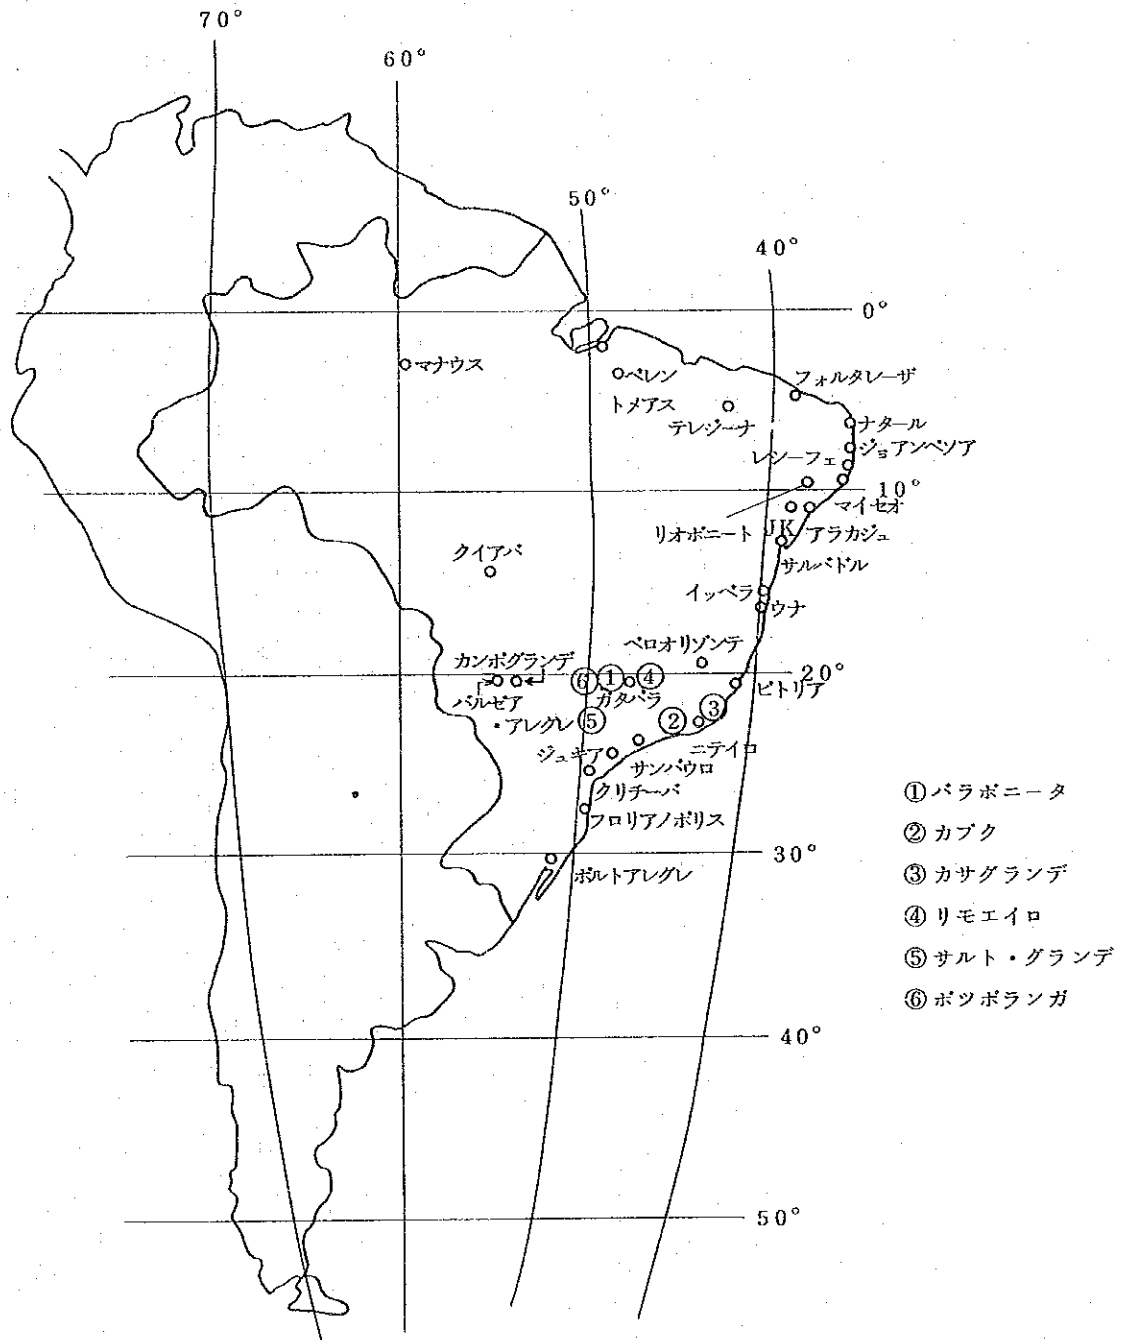 70°
60°
50°
40°
0°
マナウス
ベレン
フォルタレーザ
トメアス
テレジーナ
ナタール
ジョアンペソア
レシーフェ
10°
マイセオ
リオボニート
JK
アラカジュ
クイアバ
サルバドル
イッペラ
ウナ
ベロオリゾンテ
カンポグランデ
⑥
①
④
20°
ビトリア
バルゼア
ガタパラ
・アレグレ
⑤
②
③
ニテイロ
ジュキア
サンパウロ
クリチーバ
フロリアノポリス
30°
ポルトアレグレ
①バラボニータ
②カブク
③カサグランデ
④リモエイロ
⑤サルト・グランデ
⑥ボツポランガ
40°
50°